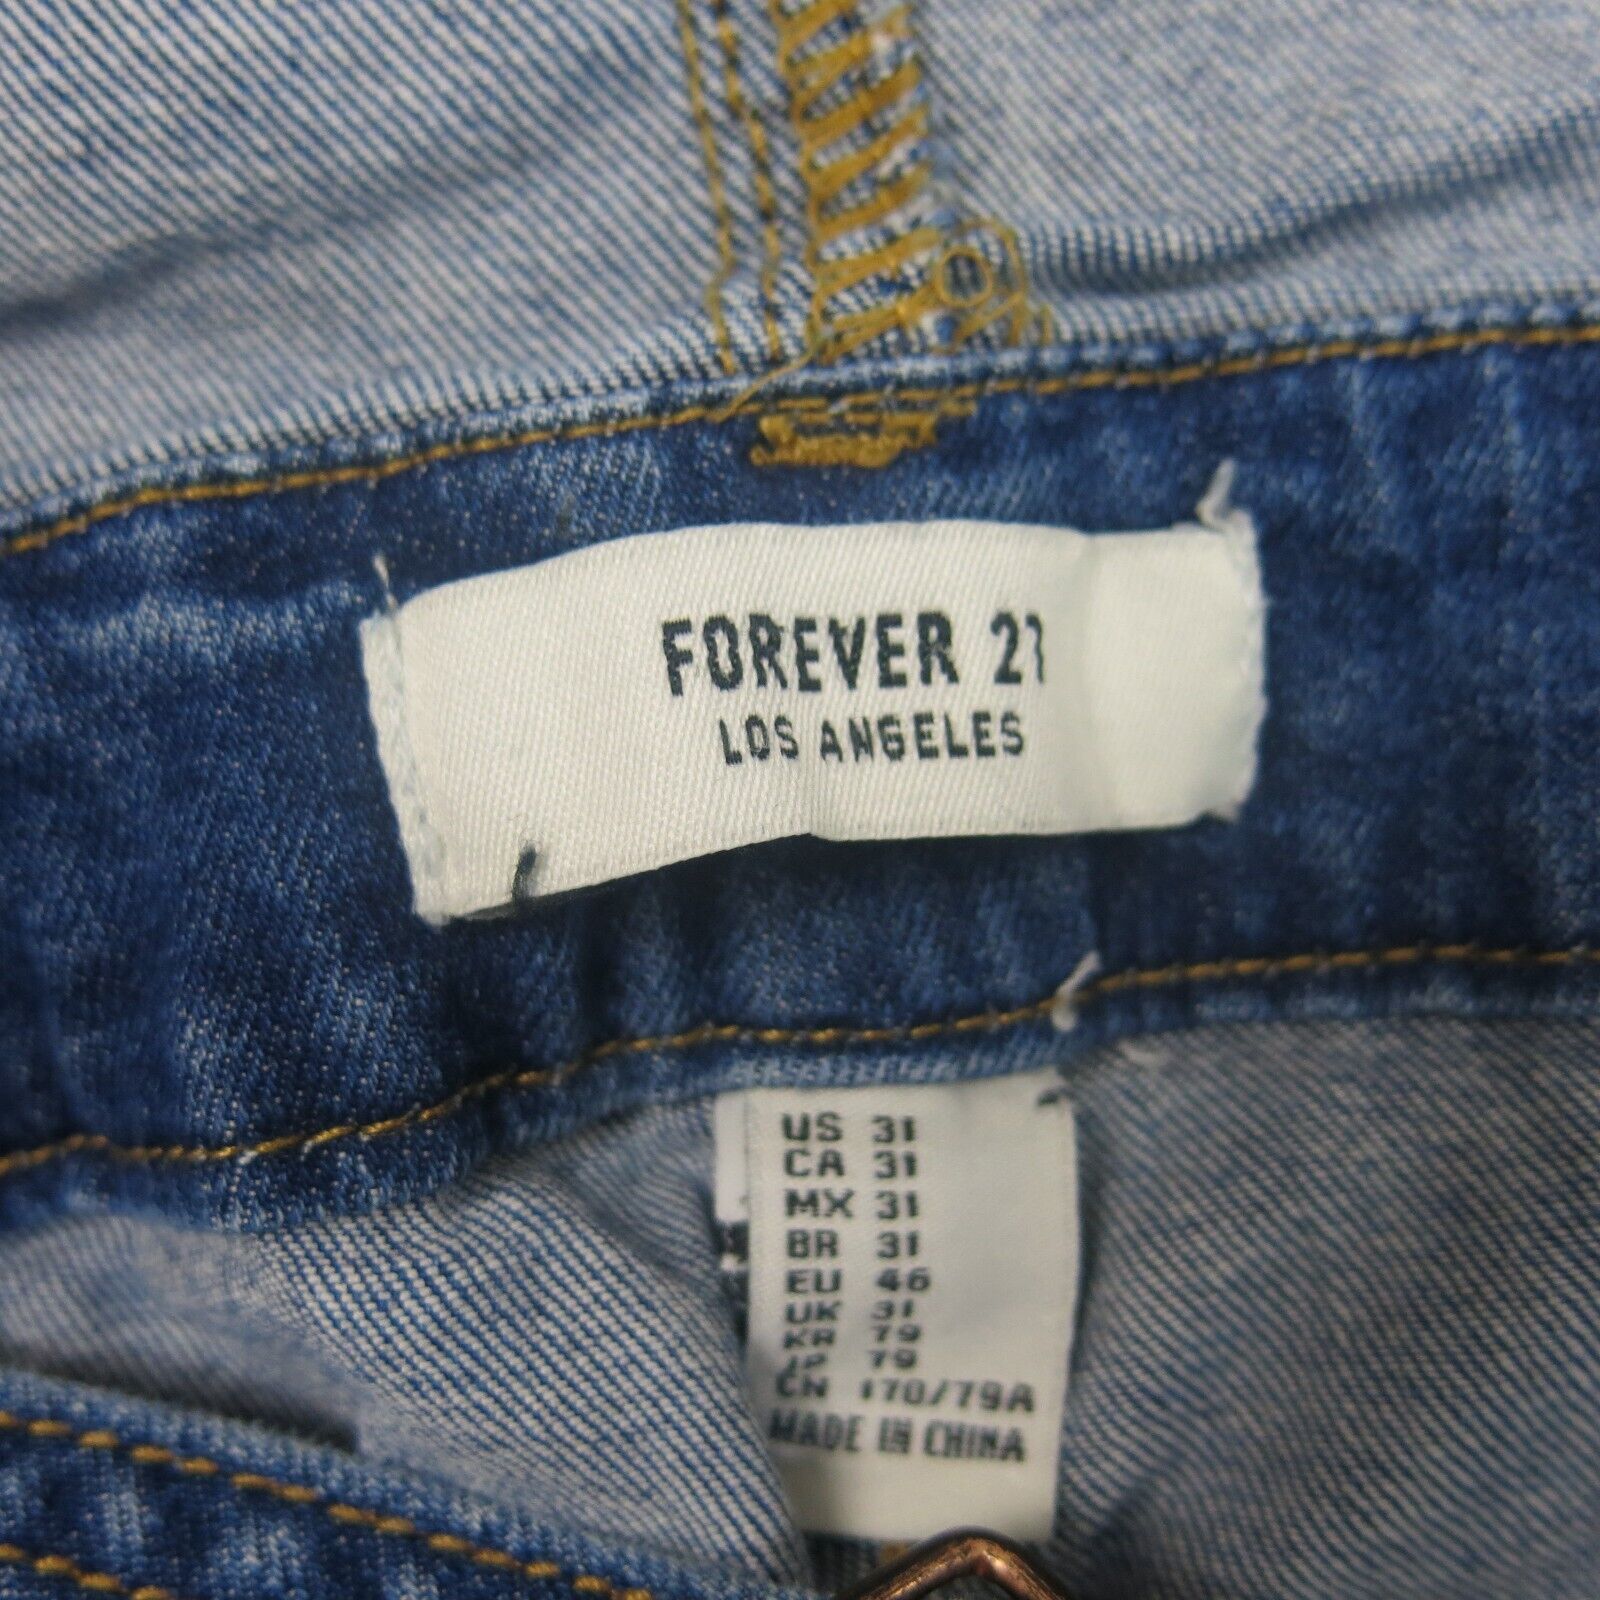 FOREVER 21
LOS ANGELES
US 31
CA 31
MX 31
BR 31
EU 46
UK 31
KR 79
JP 79
CN 170/79A
MADE IN CHINA